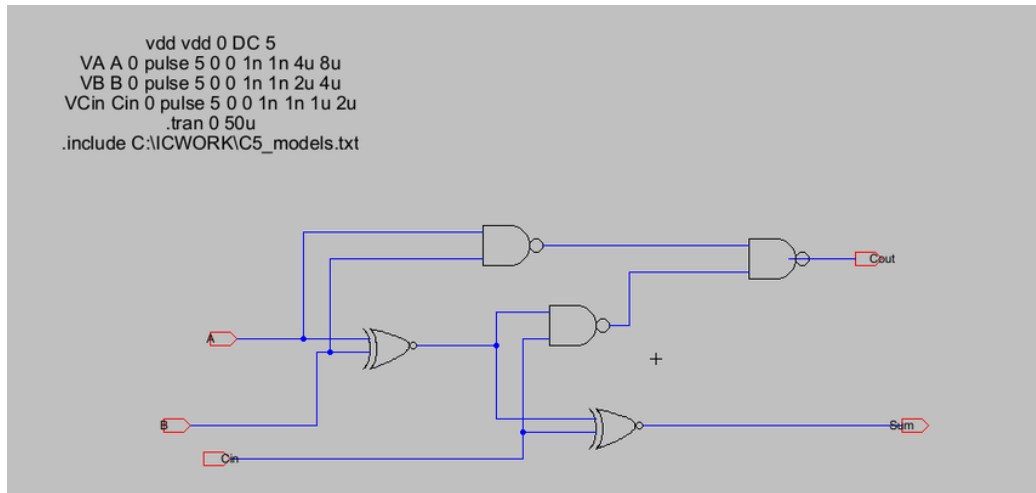 vdd vdd 0 DC 5
VA A 0 pulse 5 0 0 1n 1n 4u 8u
VB B 0 pulse 5 0 0 1n 1n 2u 4u
VCin Cin 0 pulse 5 0 0 1n 1n 1u 2u
.tran 0 50u
.include C:\ICWORK\C5_models.txt
Cout
A
B
Sum
Cin